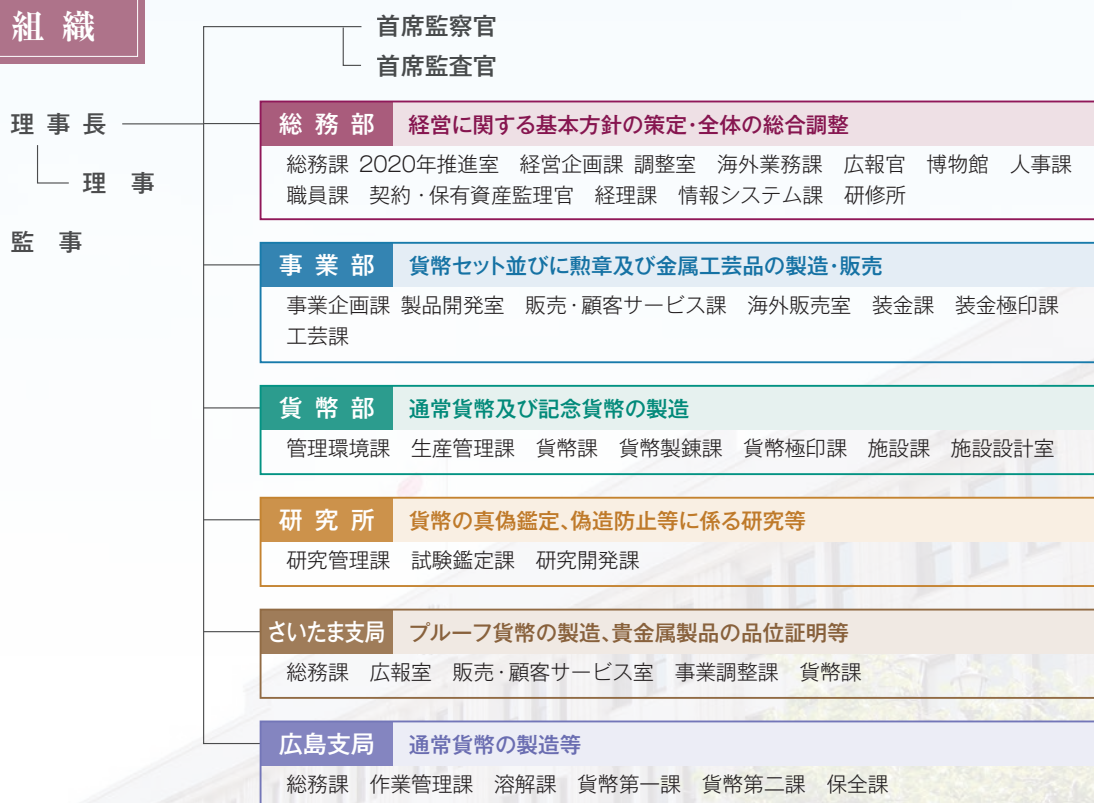 組 織
首席監察官
首席監査官
理 事 長
理 事
監 事
総 務 部 経営に関する基本方針の策定・全体の総合調整
総務課 2020年推進室 経営企画課 調整室 海外業務課 広報官 博物館 人事課
職員課 契約・保有資産監理官 経理課 情報システム課 研修所
事 業 部 貨幣セット並びに勲章及び金属工芸品の製造・販売
事業企画課 製品開発室 販売・顧客サービス課 海外販売室 装金課 装金極印課
工芸課
貨 幣 部 通常貨幣及び記念貨幣の製造
管理環境課 生産管理課 貨幣課 貨幣製錬課 貨幣極印課 施設課 施設設計室
研 究 所 貨幣の真偽鑑定、偽造防止等に係る研究等
研究管理課 試験鑑定課 研究開発課
さいたま支局 プルーフ貨幣の製造、貴金属製品の品位証明等
総務課 広報室 販売・顧客サービス室 事業調整課 貨幣課
広島支局 通常貨幣の製造等
総務課 作業管理課 溶解課 貨幣第一課 貨幣第二課 保全課